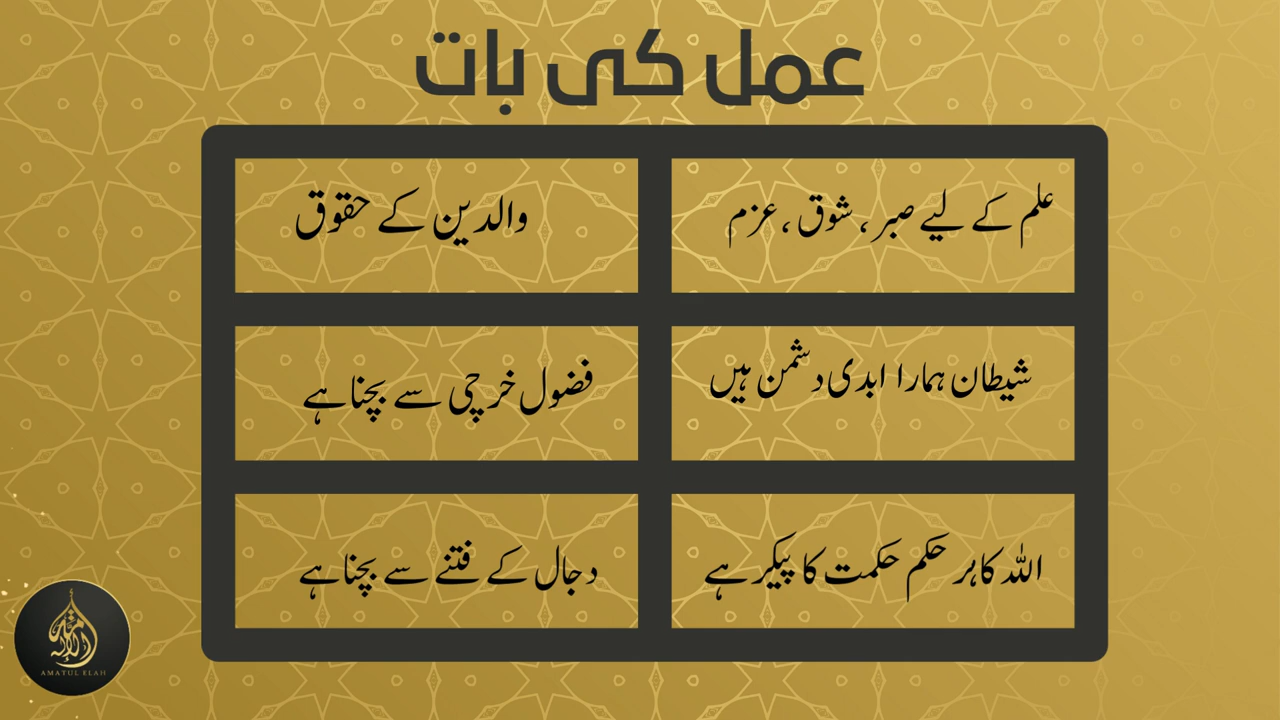 عمل کی بات
علم کے لیے صبر ، شوق ، عزم
والدین کے حقوق
شیطان ہمارا ابدی دشمن ہیں
فضول خرچی سے بچنا ہے
اللہ کا ہر حکم حکمت کا پیکر ہے
دجال کے فتنے سے بچنا ہے
AMATUL ELAH